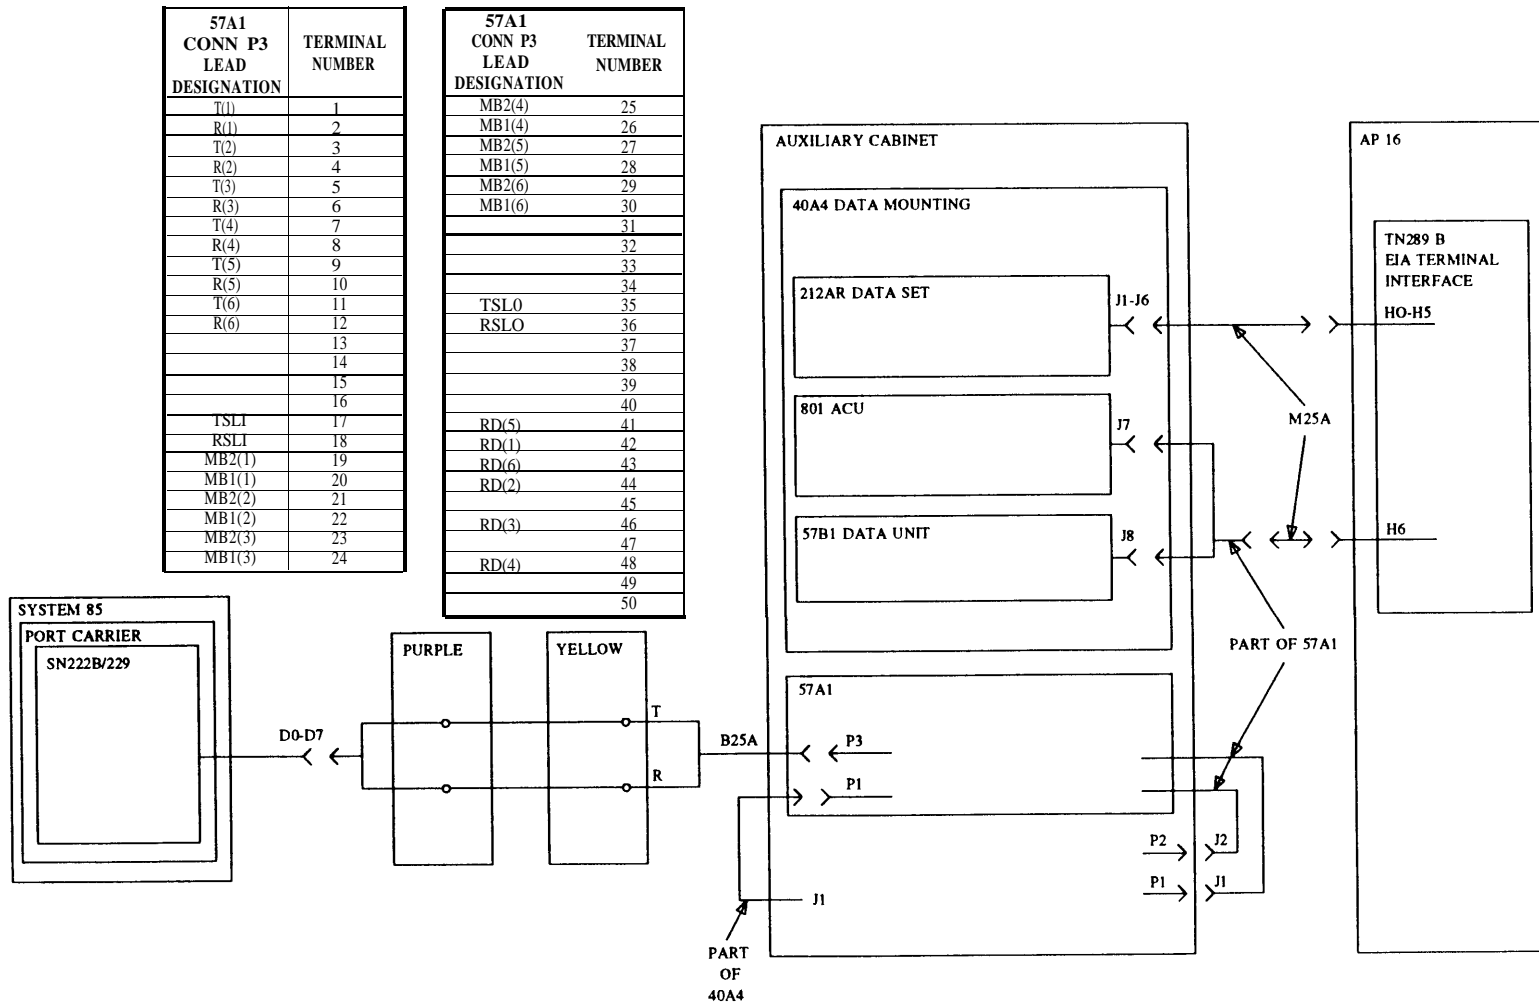 57A1
CONN P3
LEAD
DESIGNATION
TERMINAL
NUMBER
T(1) 1
R(1) 2
T(2) 3
R(2) 4
T(3) 5
R(3) 6
T(4) 7
R(4) 8
T(5) 9
R(5) 10
T(6) 11
R(6) 12
13
14
15
16
TSLI 17
RSLI 18
MB2(1) 19
MB1(1) 20
MB2(2) 21
MB1(2) 22
MB2(3) 23
MB1(3) 24
57A1
CONN P3
LEAD
DESIGNATION
TERMINAL
NUMBER
MB2(4) 25
MB1(4) 26
MB2(5) 27
MB1(5) 28
MB2(6) 29
MB1(6) 30
31
32
33
34
TSL0 35
RSLO 36
37
38
39
40
RD(5) 41
RD(1) 42
RD(6) 43
RD(2) 44
45
RD(3) 46
47
RD(4) 48
49
50
SYSTEM 85
PORT CARRIER
SN222B/229
D0-D7
PURPLE
YELLOW
T
R
B25A
AUXILIARY CABINET
40A4 DATA MOUNTING
212AR DATA SET
J1-J6
801 ACU
J7
57B1 DATA UNIT
J8
57A1
P3
P1
P2
J2
P1
J1
J1
PART
OF
40A4
M25A
PART OF 57A1
AP 16
TN289 B
EIA TERMINAL
INTERFACE
HO-H5
H6